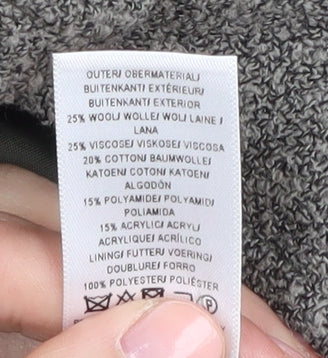 OUTER/ OBERMATERIAL/
BUITENKANT/ EXTÉRIEUR/
BUITENKANT/ EXTERIOR
25% WOOL/ WOLLE/ WOL/ LAINE /
LANA
25% VISCOSE/ VISKOSE/ VISCOSA
20% COTTON/ BAUMWOLLE/
KATOEN/ COTON/ KATOEN/
ALGODÓN
15% POLYAMIDE/ POLYAMID/
POLIAMIDA
15% ACRYLIC/ ACRYL/
ACRYLIQUE/ ACRÍLICO
LINING/ FUTTER/ VOERING/
DOUBLURE/ FORRO
100% POLYESTER/ POLIÉSTER
P